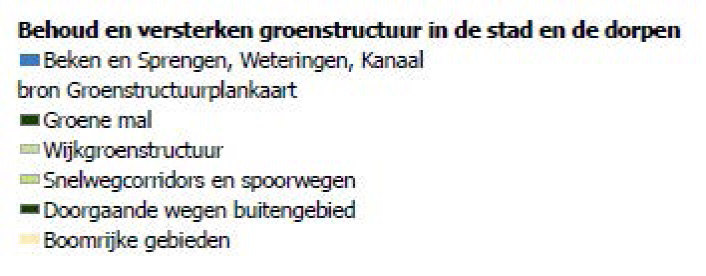 Behoud en versterken groenstructuur in de stad en de dorpen
Beken en Sprengen, Weteringen, Kanaal
bron Groenstructuurplankaart
Groene mal
Wijkgroenstructuur
Snelwegcorridors en spoorwegen
Doorgaande wegen buitengebied
Boomrijke gebieden